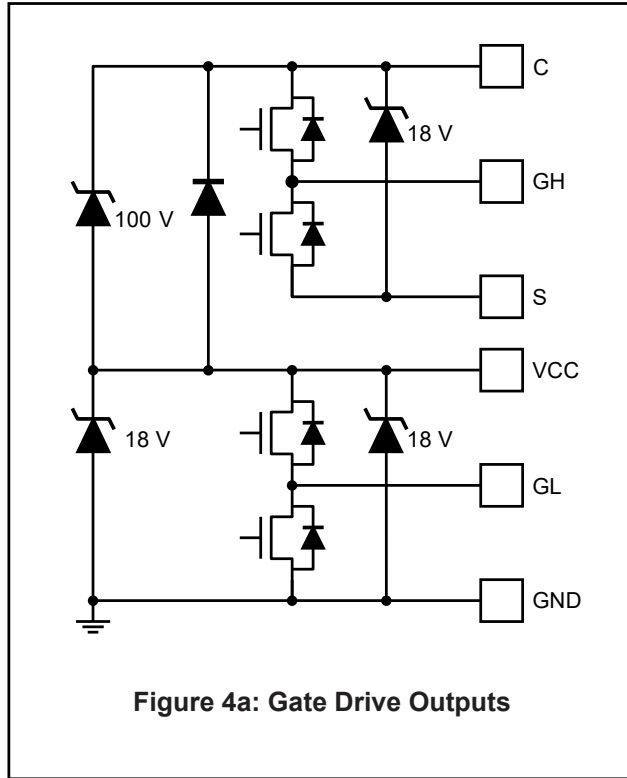 C
18 V
GH
100 V
S
VCC
18 V
18 V
GL
GND
Figure 4a: Gate Drive Outputs